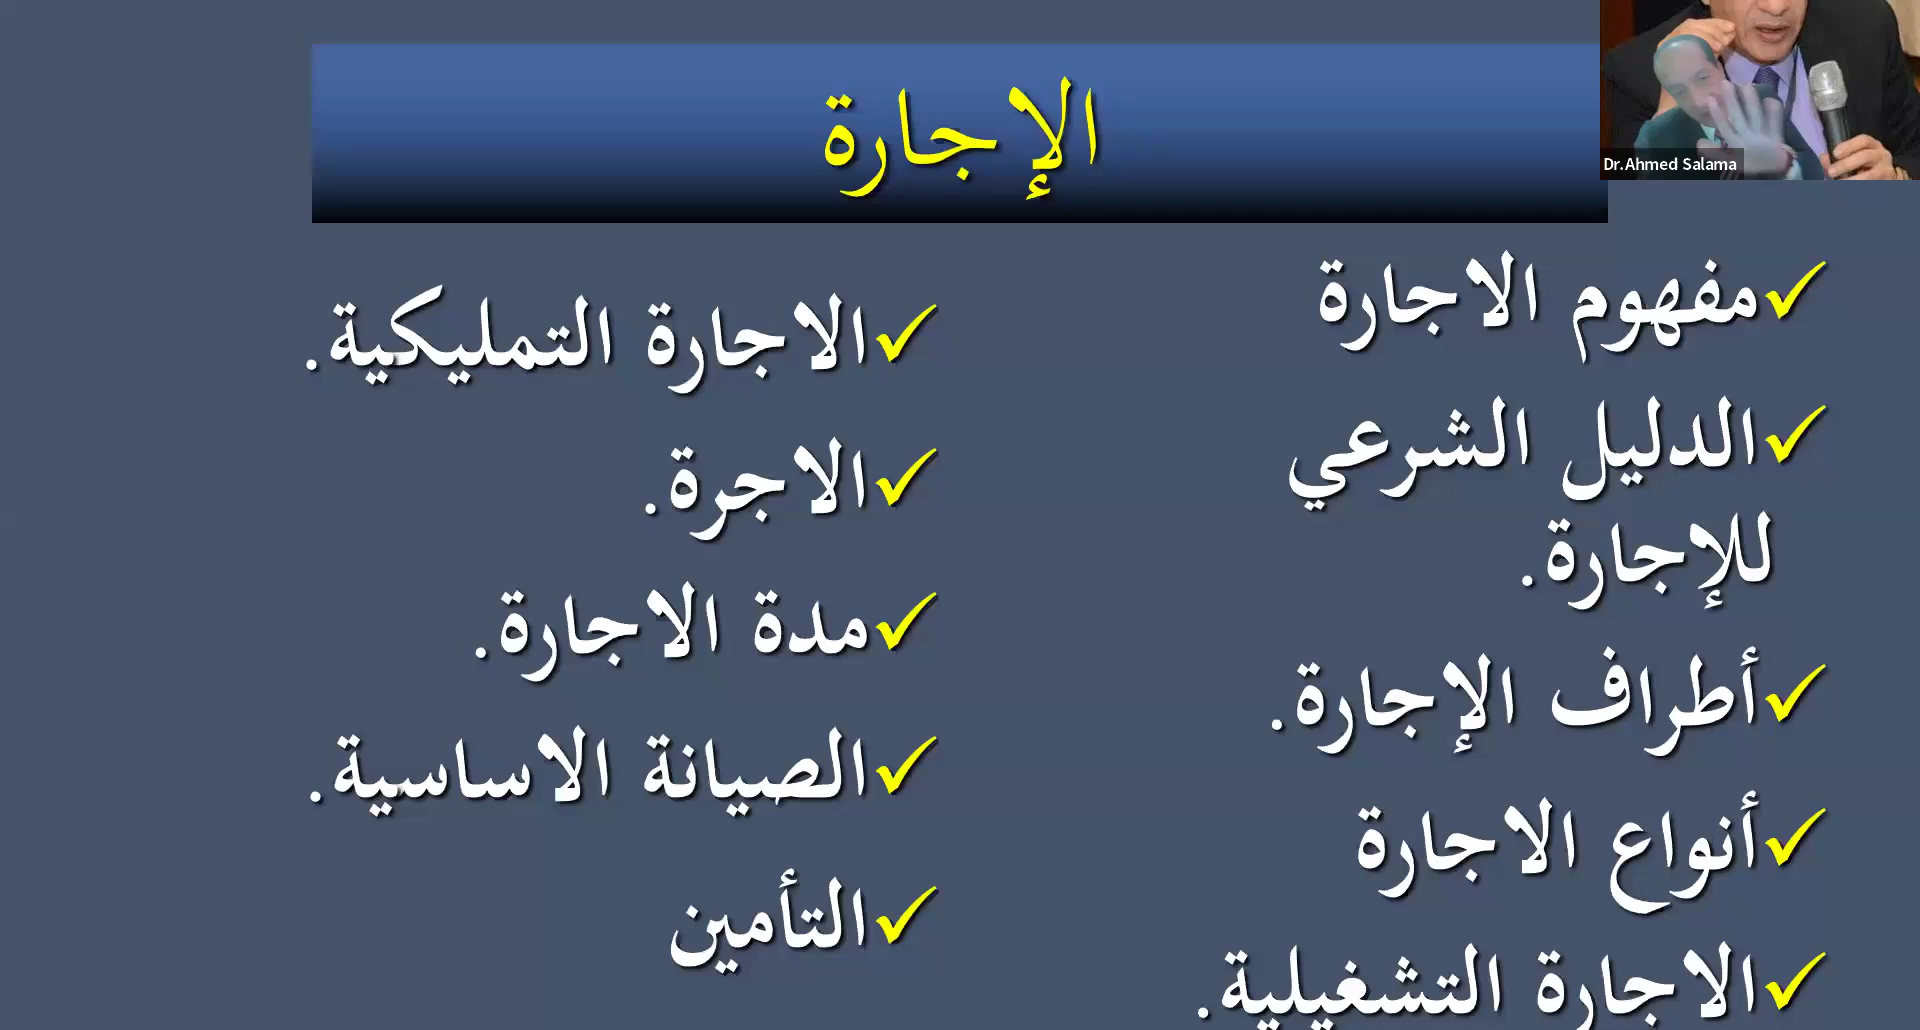 الإجارة
Dr.Ahmed Salama
مفهوم الاجارة
الدليل الشرعي
للإجارة.
أطراف الإجارة.
أنواع الاجارة
الاجارة التشغيلية.
الاجارة التمليكية.
الاجرة.
مدة الاجارة.
الصيانة الاساسية.
التأمين